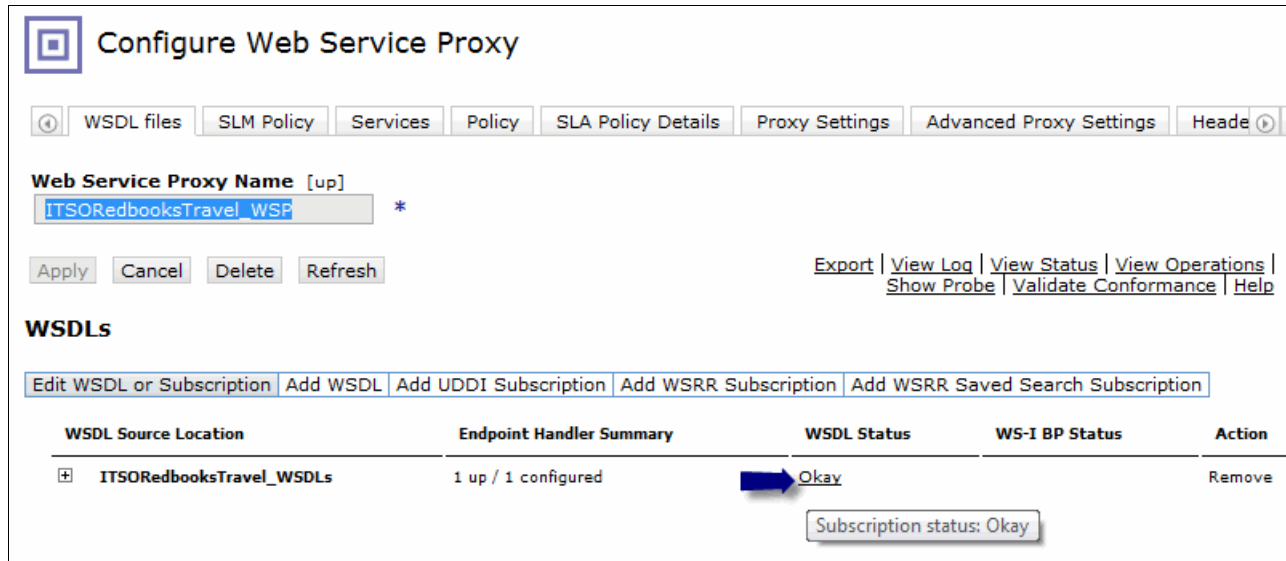 Configure Web Service Proxy
WSDL files SLM Policy Services Policy SLA Policy Details Proxy Settings Advanced Proxy Settings Heade
Web Service Proxy Name [up]
ITSORedbooksTravel_WSP *
Apply Cancel Delete Refresh
Export | View Log | View Status | View Operations |
Show Probe | Validate Conformance | Help
WSDLs
Edit WSDL or Subscription Add WSDL Add UDDI Subscription Add WSRR Subscription Add WSRR Saved Search Subscription
WSDL Source Location Endpoint Handler Summary WSDL Status WS-I BP Status Action
ITSORedbooksTravel_WSDLs 1 up / 1 configured Okay Remove
Subscription status: Okay